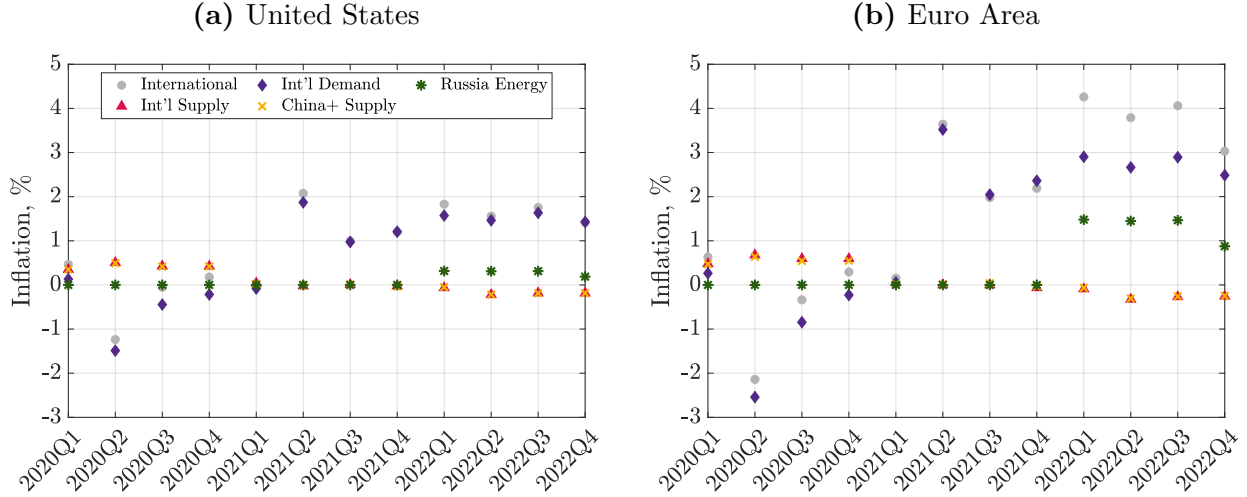 (a) United States
Inflation, %
5
4
3
2
1
0
-1
-2
-3
International
Int'l Supply
Int'l Demand
China+ Supply
Russia Energy
2020Q1
2020Q2
2020Q3
2020Q4
2021Q1
2021Q2
2021Q3
2021Q4
2022Q1
2022Q2
2022Q3
2022Q4
(b) Euro Area
Inflation, %
5
4
3
2
1
0
-1
-2
-3
2020Q1
2020Q2
2020Q3
2020Q4
2021Q1
2021Q2
2021Q3
2021Q4
2022Q1
2022Q2
2022Q3
2022Q4